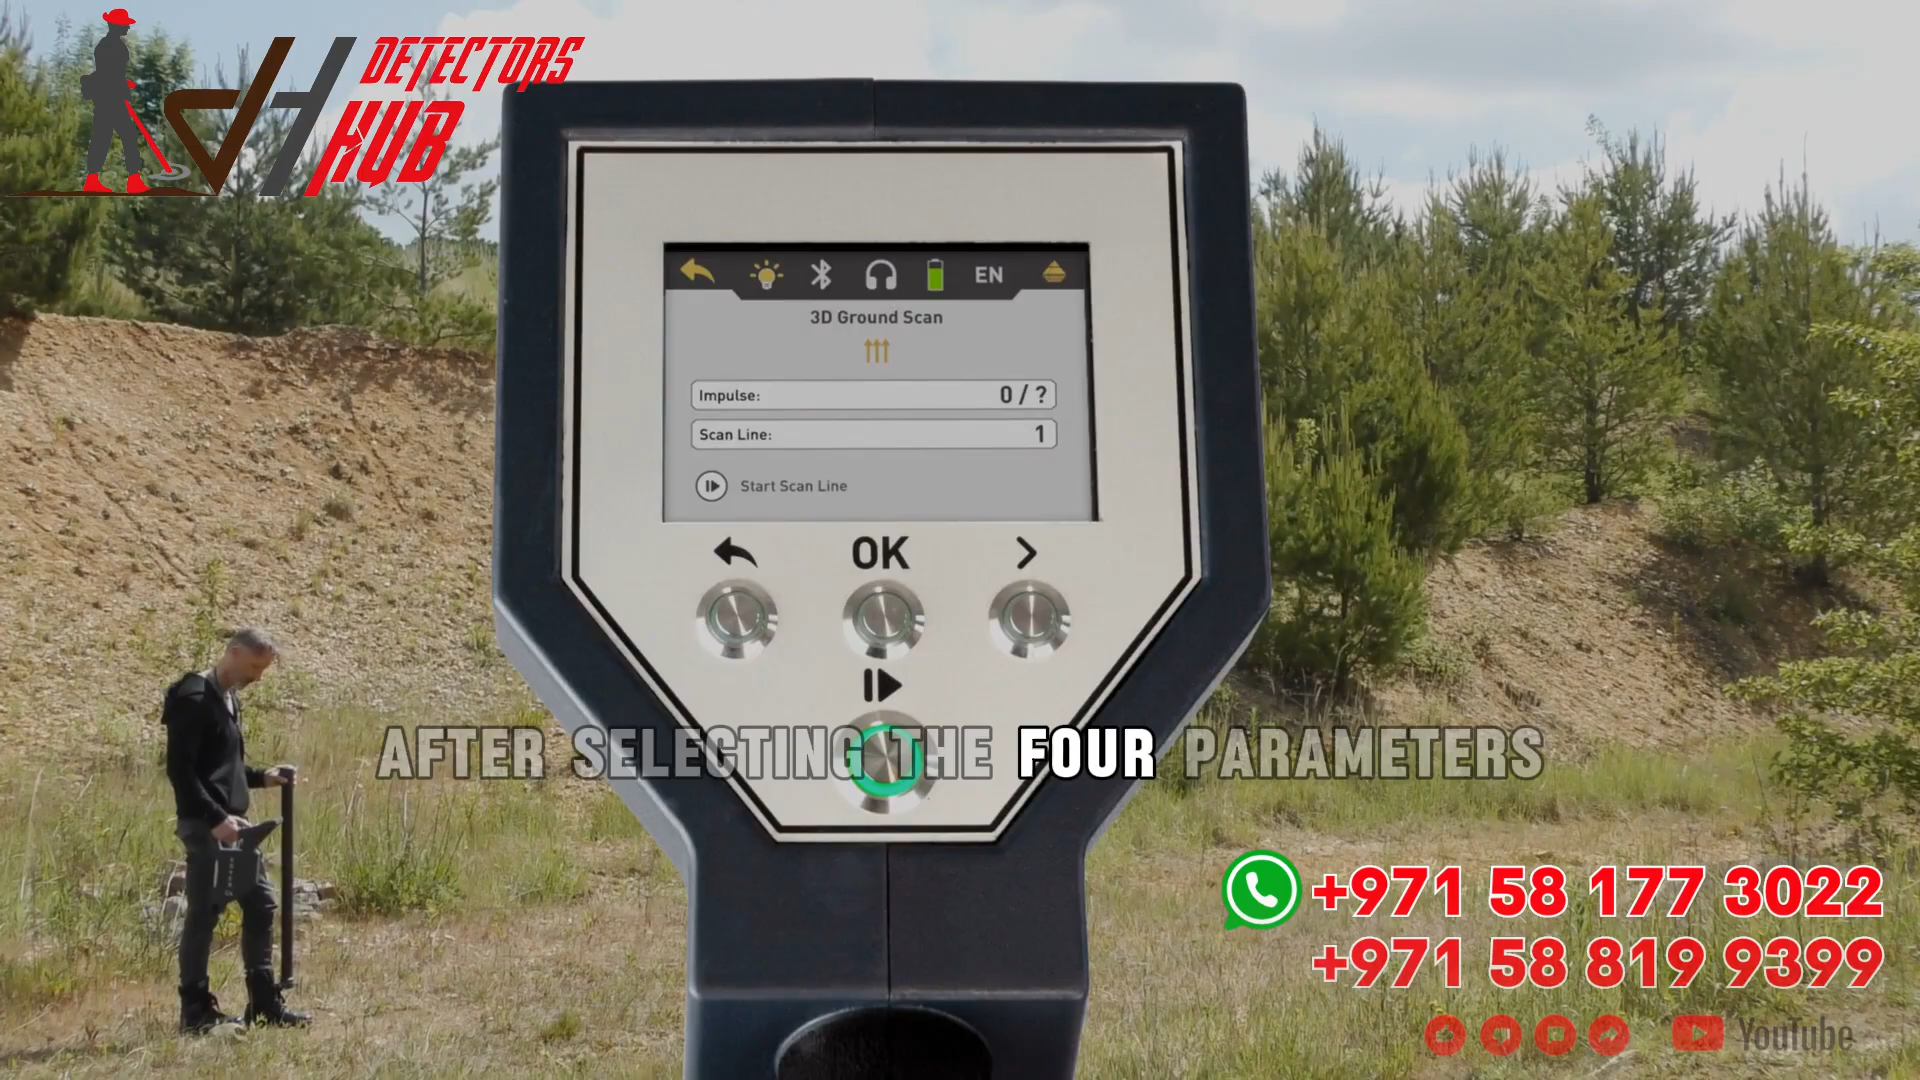 DETECTORS
HUB
EN
3D Ground Scan
Impulse: 0 / ?
Scan Line: 1
Start Scan Line
OK
AFTER SELECTING THE FOUR PARAMETERS
+971 58 177 3022
+971 58 819 9399
YouTube